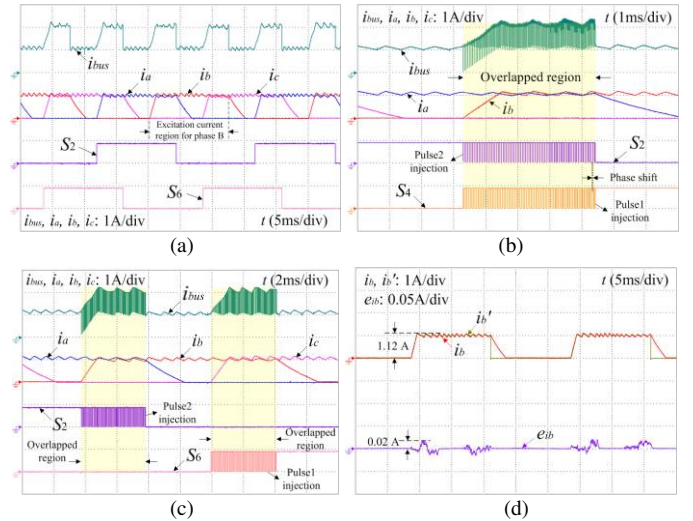 i_bus, i_a, i_b, i_c: 1A/div
t (1ms/div)
i_bus
i_a
i_b
i_c
Excitation current
region for phase B
S2
S6
i_bus, i_a, i_b, i_c: 1A/div
t (5ms/div)
(a)
i_bus
Overlapped region
i_a
i_b
Pulse2
injection
S2
Phase shift
S4
Pulse1
injection
(b)
i_bus, i_a, i_b, i_c: 1A/div
t (2ms/div)
i_bus
i_a
i_b
i_c
S2
Pulse2
injection
Overlapped
region
Overlapped
region
S6
Pulse1
injection
(c)
i_b, i_b': 1A/div
t (5ms/div)
e_ib: 0.05A/div
i_b'
i_b
1.12 A
0.02 A
e_ib
(d)